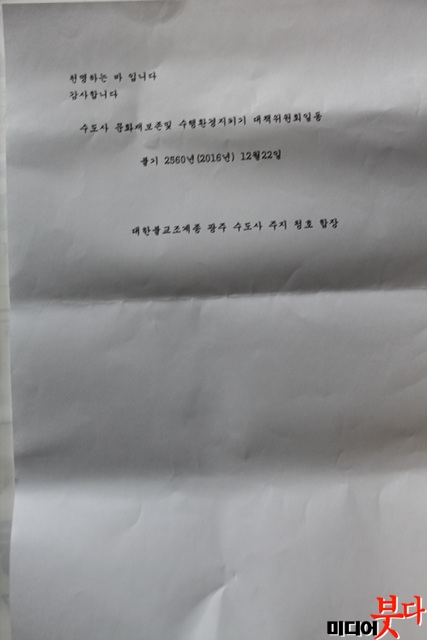 천명하는 바 입니다
감사합니다
수도사 문화재보존및 수행환경지키기 대책위원회일동
불기 2560년(2016년) 12월22일
대한불교조계종 광주 수도사 주지 청호 합장
미디어붓다